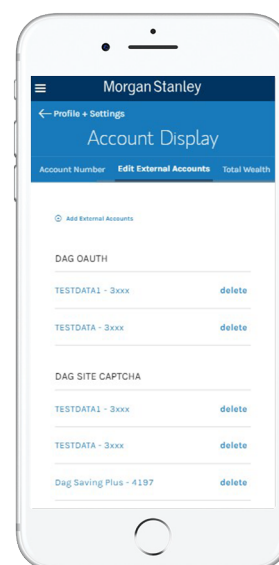 Morgan Stanley
Profile + Settings
Account Display
Account Number Edit External Accounts Total Wealth
Add External Accounts
DAG OAUTH
TESTDATA1 - 3xxx delete
TESTDATA - 3xxx delete
DAG SITE CAPTCHA
TESTDATA1 - 3xxx delete
TESTDATA - 3xxx delete
Dag Saving Plus - 4197 delete